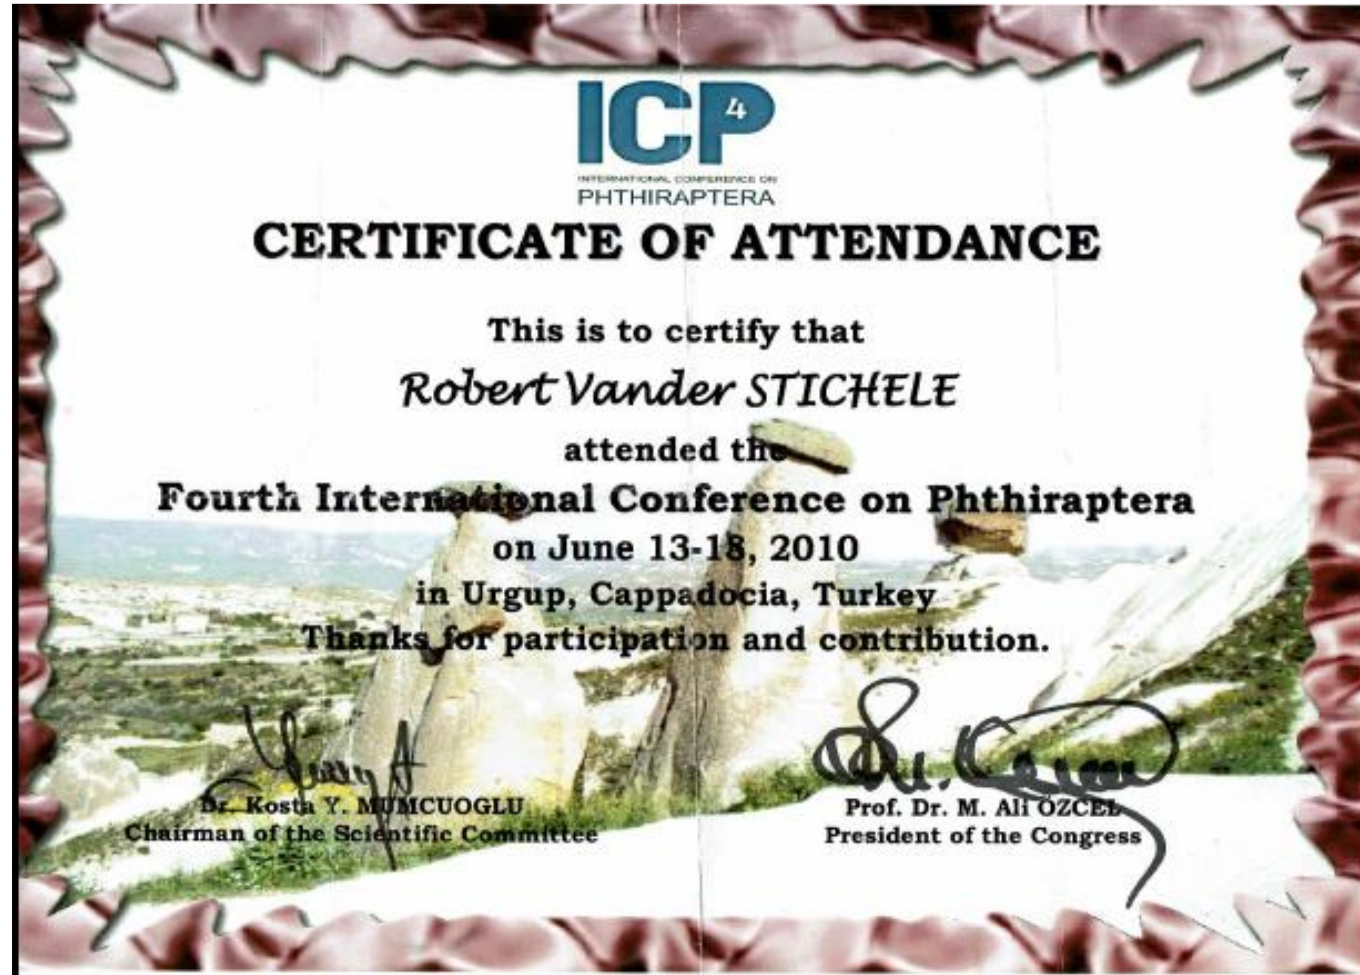 ICP4
INTERNATIONAL CONFERENCE ON
PHTHIRAPTERA
CERTIFICATE OF ATTENDANCE
This is to certify that
Robert Vander STICHELE
attended the
Fourth International Conference on Phthiraptera
on June 13-18, 2010
in Urgup, Cappadocia, Turkey
Thanks for participation and contribution.
Dr. Kosta Y. MUMCUOGLU
Chairman of the Scientific Committee
Prof. Dr. M. Ali OZCEL
President of the Congress